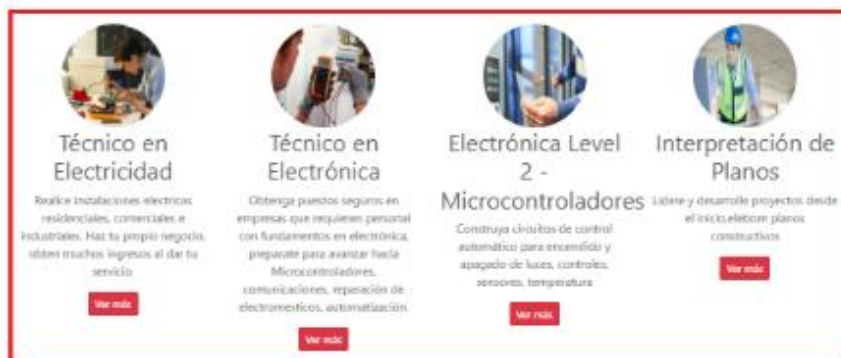 Técnico en
Electricidad
Realice instalaciones electricas
residenciales, comerciales e
industriales. Haz tu propio negocio,
obten muchos ingresos al dar tu
servicio
Ver más
Técnico en
Electrónica
Obtenga puestos seguros en
empresas que requieren personal
con fundamentos en electrónica,
preparate para avanzar hacia
Microcontroladores,
comunicaciones, reparación de
electromesticos, automatización.
Ver más
Electrónica Level
2 -
Microcontroladores
Construya circuitos de control
automático para encendido y
apagado de luces, controles,
sensores, temperatura
Ver más
Interpretación de
Planos
Lidere y desarrolle proyectos desde
el inicio,elebore planos
constructivos
Ver más